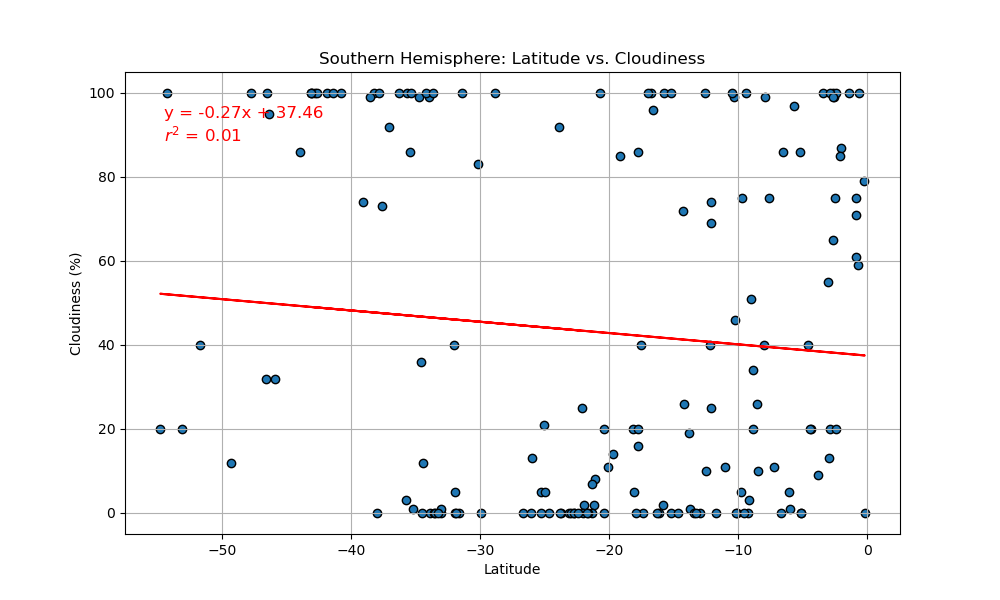 Southern Hemisphere: Latitude vs. Cloudiness
100
80
60
40
20
0
Cloudiness (%)
y = -0.27x + 37.46
r² = 0.01
−50 −40 −30 −20 −10 0
Latitude